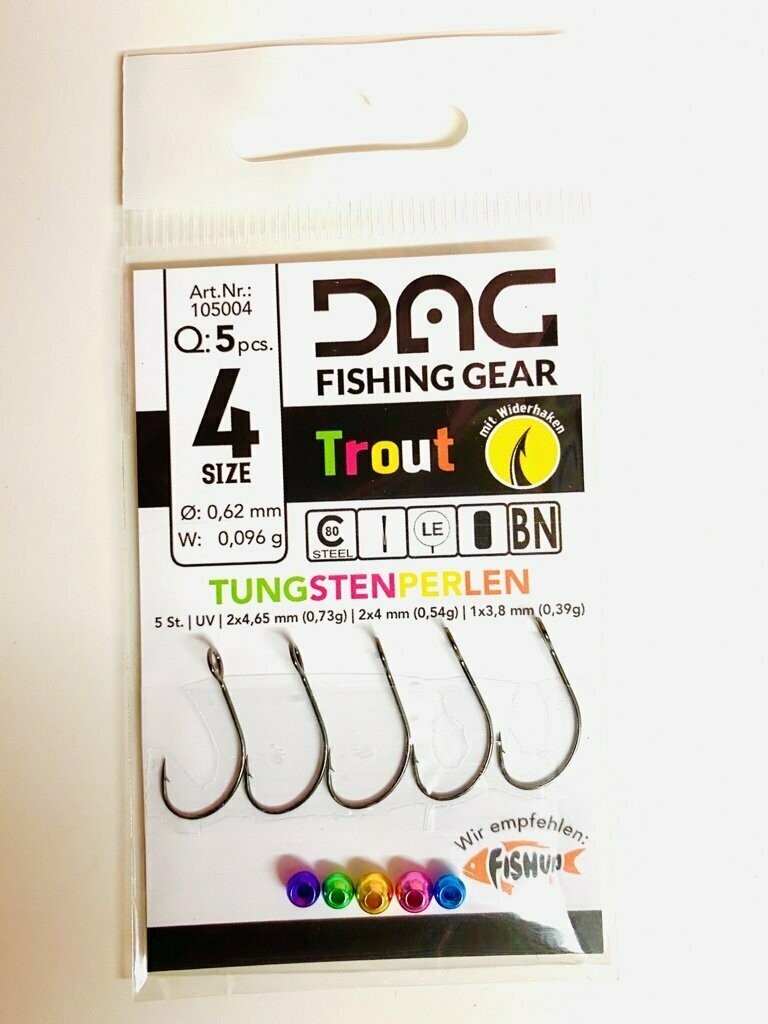 Art.Nr.:
105004
Q: 5 pcs.
4
SIZE
Ø: 0,62 mm
W: 0,096 g
DAG
FISHING GEAR
Trout
mit Widerhaken
C 80
STEEL
LE
BN
TUNGSTENPERLEN
5 St. | UV | 2x4,65 mm (0,73g) | 2x4 mm (0,54g) | 1x3,8 mm (0,39g)
Wir empfehlen:
FISHUP